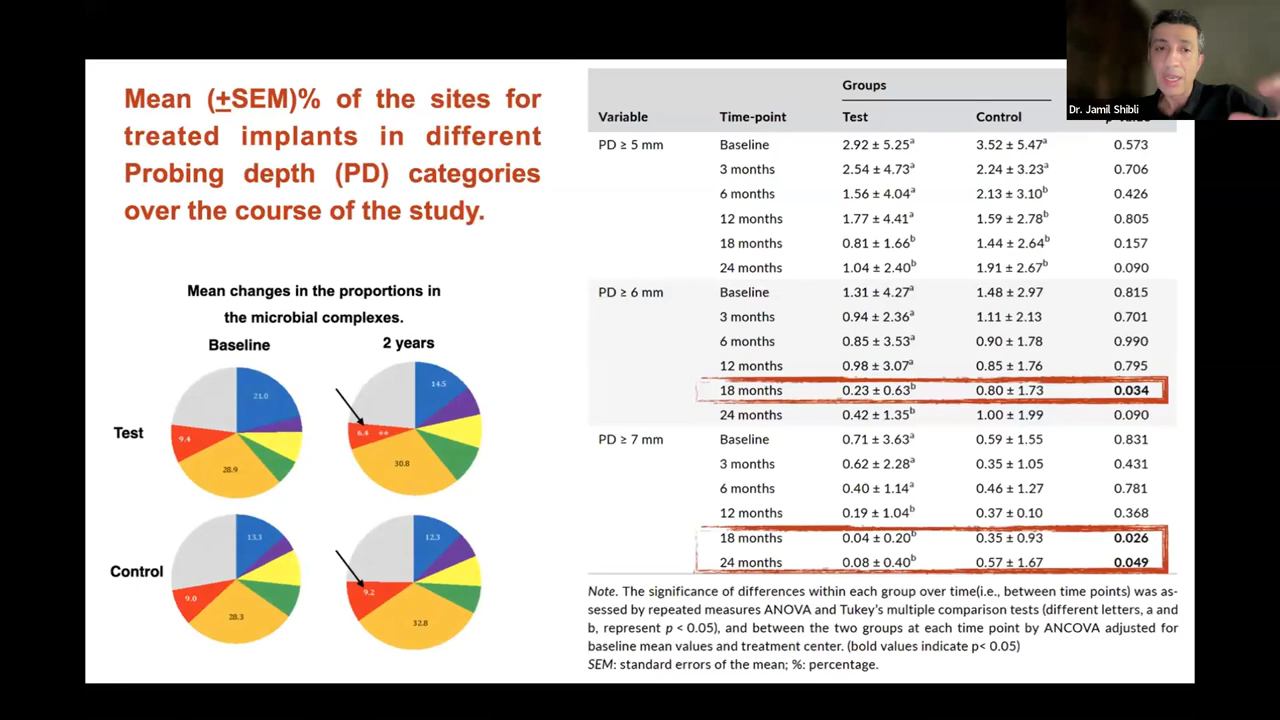 Mean (+SEM)% of the sites for
treated implants in different
Probing depth (PD) categories
over the course of the study.
Mean changes in the proportions in
the microbial complexes.
Baseline
2 years
Test
21.0
9.4
28.9
14.5
6.4
30.8
Control
13.3
9.0
28.3
12.3
9.2
32.8
Dr. Jamil Shibli
Groups
Variable Time-point Test Control
PD ≥ 5 mm Baseline 2.92 ± 5.25ᵃ 3.52 ± 5.47ᵃ 0.573
3 months 2.54 ± 4.73ᵃ 2.24 ± 3.23ᵃ 0.706
6 months 1.56 ± 4.04ᵃ 2.13 ± 3.10ᵇ 0.426
12 months 1.77 ± 4.41ᵃ 1.59 ± 2.78ᵇ 0.805
18 months 0.81 ± 1.66ᵇ 1.44 ± 2.64ᵇ 0.157
24 months 1.04 ± 2.40ᵇ 1.91 ± 2.67ᵇ 0.090
PD ≥ 6 mm Baseline 1.31 ± 4.27ᵃ 1.48 ± 2.97 0.815
3 months 0.94 ± 2.36ᵃ 1.11 ± 2.13 0.701
6 months 0.85 ± 3.53ᵃ 0.90 ± 1.78 0.990
12 months 0.98 ± 3.07ᵃ 0.85 ± 1.76 0.795
18 months 0.23 ± 0.63ᵇ 0.80 ± 1.73 0.034
24 months 0.42 ± 1.35ᵇ 1.00 ± 1.99 0.090
PD ≥ 7 mm Baseline 0.71 ± 3.63ᵃ 0.59 ± 1.55 0.831
3 months 0.62 ± 2.28ᵃ 0.35 ± 1.05 0.431
6 months 0.40 ± 1.14ᵃ 0.46 ± 1.27 0.781
12 months 0.19 ± 1.04ᵇ 0.37 ± 0.10 0.368
18 months 0.04 ± 0.20ᵇ 0.35 ± 0.93 0.026
24 months 0.08 ± 0.40ᵇ 0.57 ± 1.67 0.049
Note. The significance of differences within each group over time(i.e., between time points) was as-
sessed by repeated measures ANOVA and Tukey's multiple comparison tests (different letters, a and
b, represent p < 0.05), and between the two groups at each time point by ANCOVA adjusted for
baseline mean values and treatment center. (bold values indicate p< 0.05)
SEM: standard errors of the mean; %: percentage.